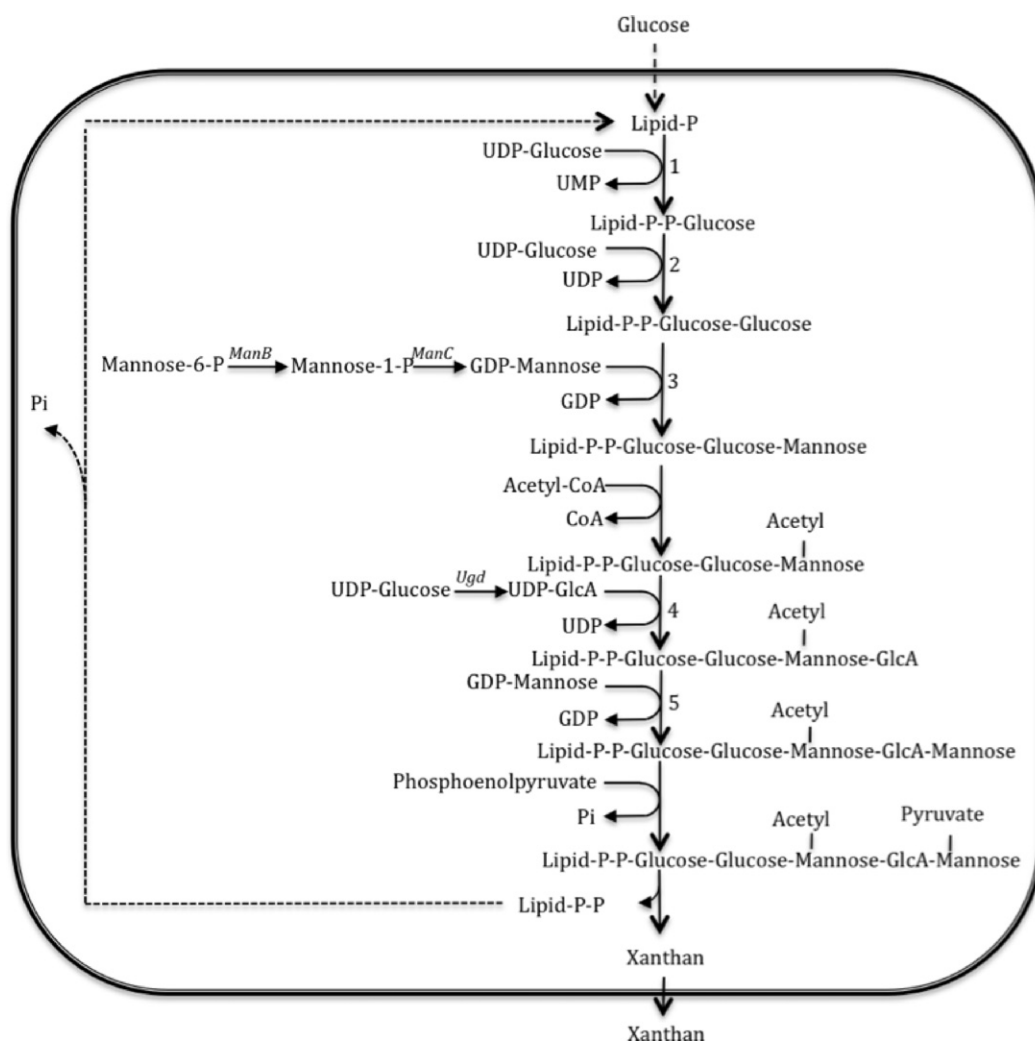 Glucose
Lipid-P
UDP-Glucose
1
UMP
Lipid-P-P-Glucose
UDP-Glucose
2
UDP
Lipid-P-P-Glucose-Glucose
Mannose-6-P ManB Mannose-1-P ManC GDP-Mannose
3
GDP
Pi
Lipid-P-P-Glucose-Glucose-Mannose
Acetyl-CoA
CoA
Acetyl
Lipid-P-P-Glucose-Glucose-Mannose
UDP-Glucose Ugd UDP-GlcA
4
UDP
Acetyl
Lipid-P-P-Glucose-Glucose-Mannose-GlcA
GDP-Mannose
5
GDP
Acetyl
Lipid-P-P-Glucose-Glucose-Mannose-GlcA-Mannose
Phosphoenolpyruvate
Pi
Acetyl Pyruvate
Lipid-P-P-Glucose-Glucose-Mannose-GlcA-Mannose
Lipid-P-P
Xanthan
Xanthan